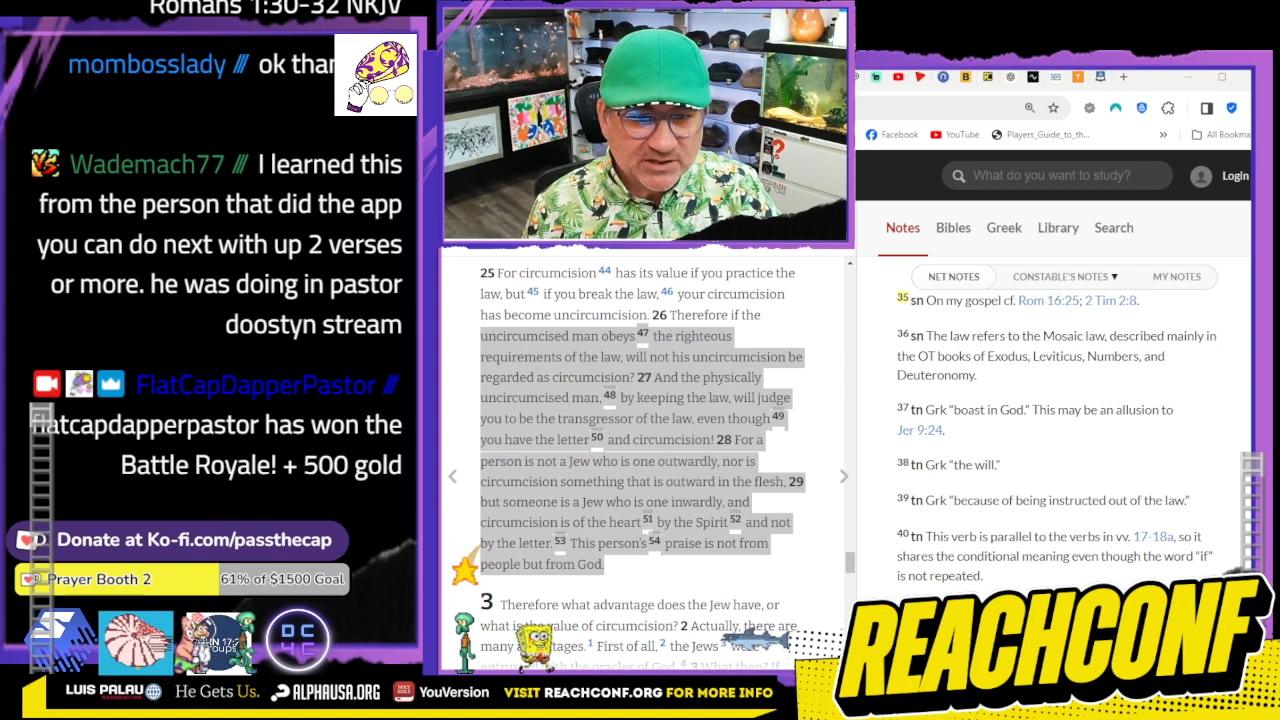 Romans 1:30-32 NKJV
mombosslady /// ok than
Wademach77 /// I learned this
from the person that did the app
you can do next with up 2 verses
or more. he was doing in pastor
doostyn stream
FlatCapDapperPastor ///
flatcapdapperpastor has won the
Battle Royale! + 500 gold
Donate at Ko-fi.com/passthecap
Prayer Booth 2
61% of $1500 Goal
25 For circumcision 44 has its value if you practice the
law, but 45 if you break the law, 46 your circumcision
has become uncircumcision. 26 Therefore if the
uncircumcised man obeys 47 the righteous
requirements of the law, will not his uncircumcision be
regarded as circumcision? 27 And the physically
uncircumcised man, 48 by keeping the law, will judge
you to be the transgressor of the law, even though 49
you have the letter 50 and circumcision! 28 For a
person is not a Jew who is one outwardly, nor is
circumcision something that is outward in the flesh, 29
but someone is a Jew who is one inwardly, and
circumcision is of the heart 51 by the Spirit 52 and not
by the letter. 53 This person's 54 praise is not from
people but from God.
3 Therefore what advantage does the Jew have, or
what is the value of circumcision? 2 Actually, there are
many 1 First of all, 2 the Jews 3
the oracles of God. 4 3 What then? If
Facebook YouTube Players_Guide_to_th... » All Bookma
What do you want to study? Login
Notes Bibles Greek Library Search
NET NOTES CONSTABLE'S NOTES ▼ MY NOTES
35 sn On my gospel cf. Rom 16:25; 2 Tim 2:8.
36 sn The law refers to the Mosaic law, described mainly in
the OT books of Exodus, Leviticus, Numbers, and
Deuteronomy.
37 tn Grk “boast in God.” This may be an allusion to
Jer 9:24.
38 tn Grk “the will.”
39 tn Grk “because of being instructed out of the law.”
40 tn This verb is parallel to the verbs in vv. 17-18a, so it
shares the conditional meaning even though the word “if”
is not repeated.
REACHCONF
LUIS PALAU ASSOCIATION He Gets Us. ALPHAUSA.ORG HOLY BIBLE YouVersion VISIT REACHCONF.ORG FOR MORE INFO